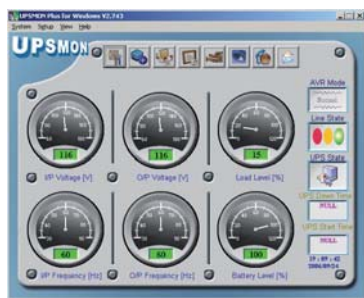 UPSMON Plus for Windows V2.743
System Setup View Help
UPSMON
AVR Mode
Normal
Line State
116
116
15
I/P Voltage [V]
O/P Voltage [V]
Load Level [%]
UPS State
UPS Down Time
NULL
UPS Start Time
NULL
60
60
100
I/P Frequency [Hz]
O/P Frequency [Hz]
Battery Level [%]